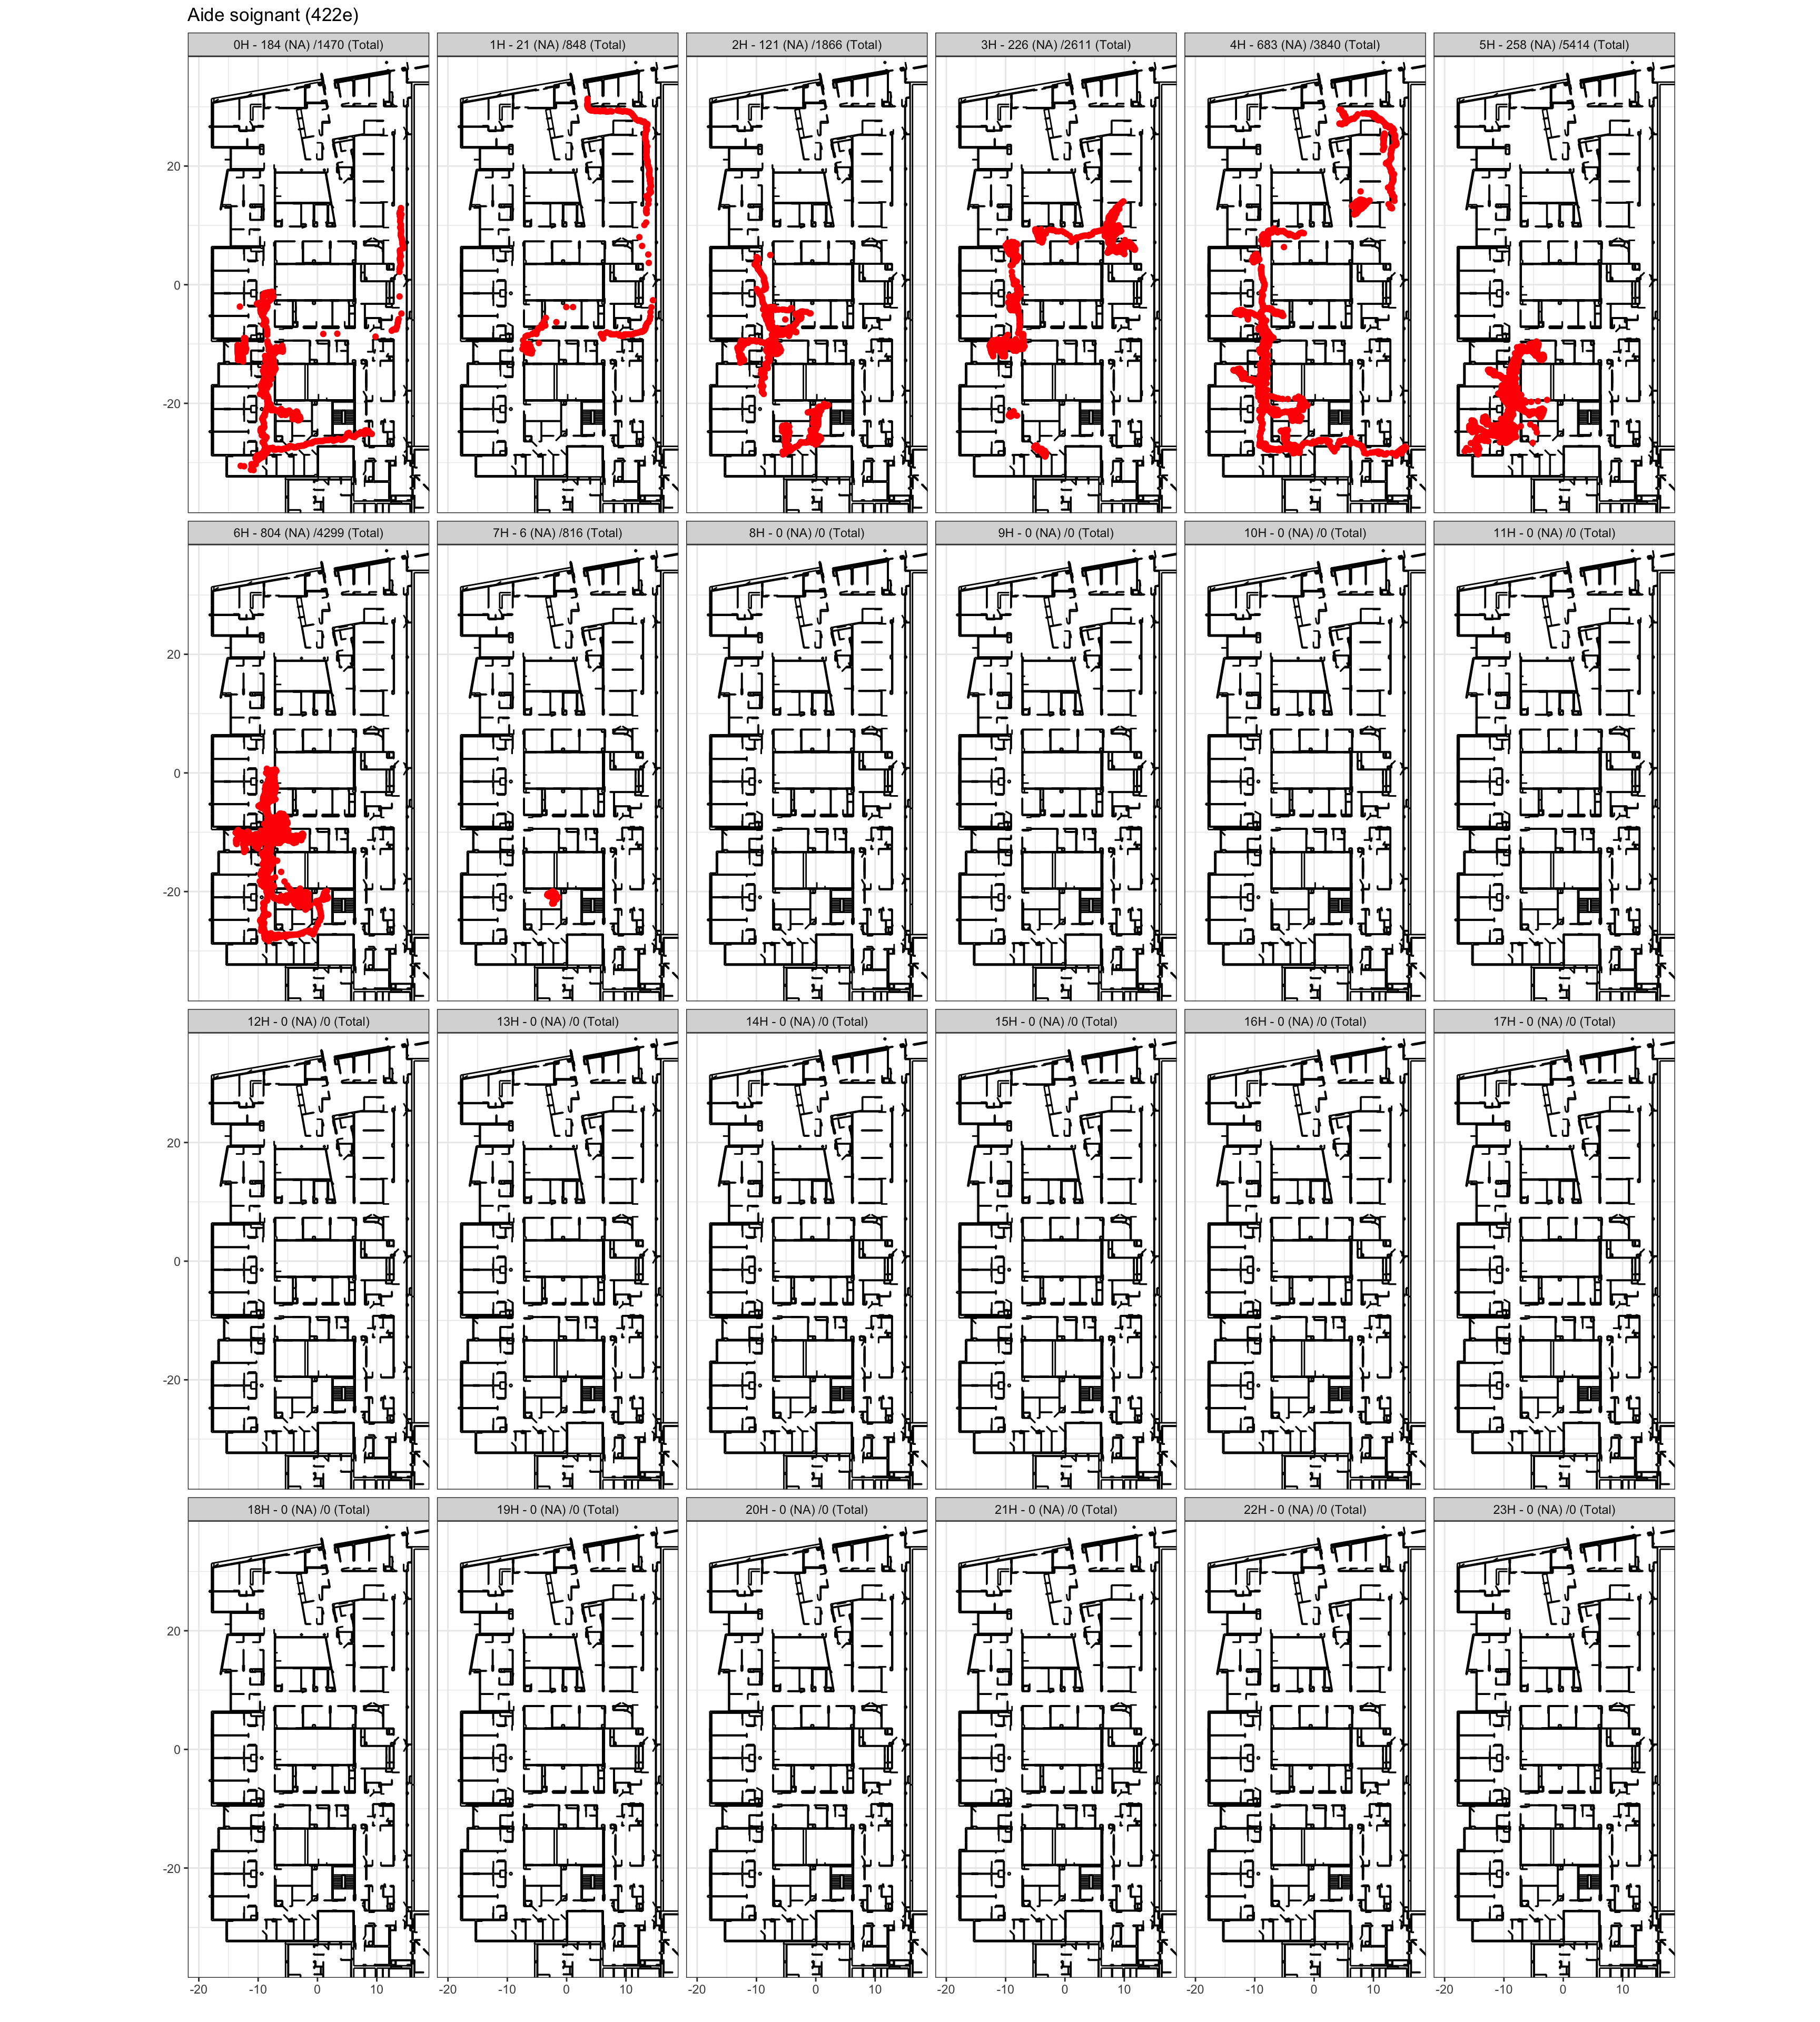 Aide soignant (422e)
0H - 184 (NA) /1470 (Total) 1H - 21 (NA) /848 (Total) 2H - 121 (NA) /1866 (Total) 3H - 226 (NA) /2611 (Total) 4H - 683 (NA) /3840 (Total) 5H - 258 (NA) /5414 (Total)
20
0
-20
6H - 804 (NA) /4299 (Total) 7H - 6 (NA) /816 (Total) 8H - 0 (NA) /0 (Total) 9H - 0 (NA) /0 (Total) 10H - 0 (NA) /0 (Total) 11H - 0 (NA) /0 (Total)
20
0
-20
12H - 0 (NA) /0 (Total) 13H - 0 (NA) /0 (Total) 14H - 0 (NA) /0 (Total) 15H - 0 (NA) /0 (Total) 16H - 0 (NA) /0 (Total) 17H - 0 (NA) /0 (Total)
20
0
-20
18H - 0 (NA) /0 (Total) 19H - 0 (NA) /0 (Total) 20H - 0 (NA) /0 (Total) 21H - 0 (NA) /0 (Total) 22H - 0 (NA) /0 (Total) 23H - 0 (NA) /0 (Total)
20
0
-20
-20 -10 0 10 -20 -10 0 10 -20 -10 0 10 -20 -10 0 10 -20 -10 0 10 -20 -10 0 10